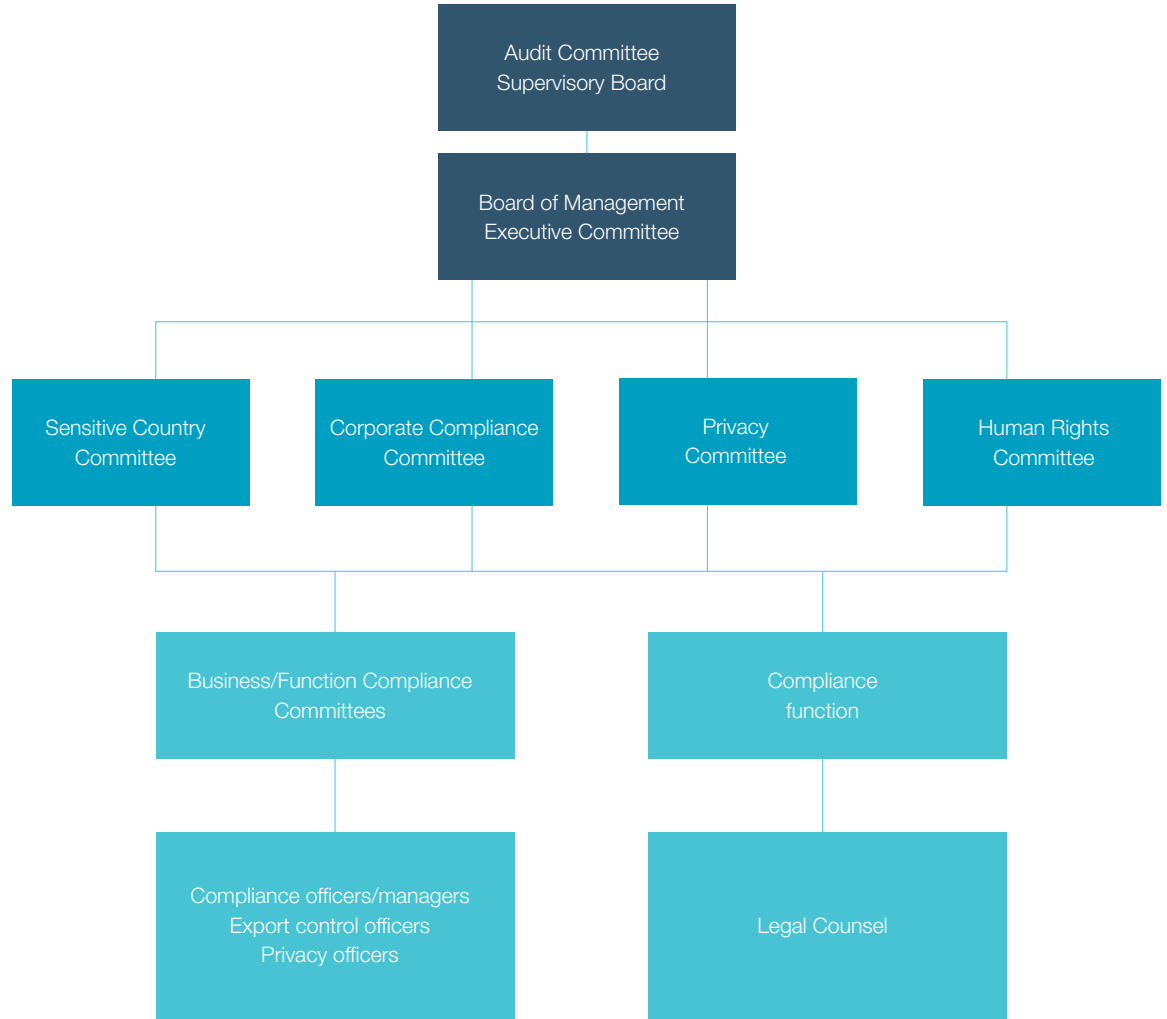 Audit Committee
Supervisory Board
Board of Management
Executive Committee
Sensitive Country
Committee
Corporate Compliance
Committee
Privacy
Committee
Human Rights
Committee
Business/Function Compliance
Committees
Compliance
function
Compliance officers/managers
Export control officers
Privacy officers
Legal Counsel